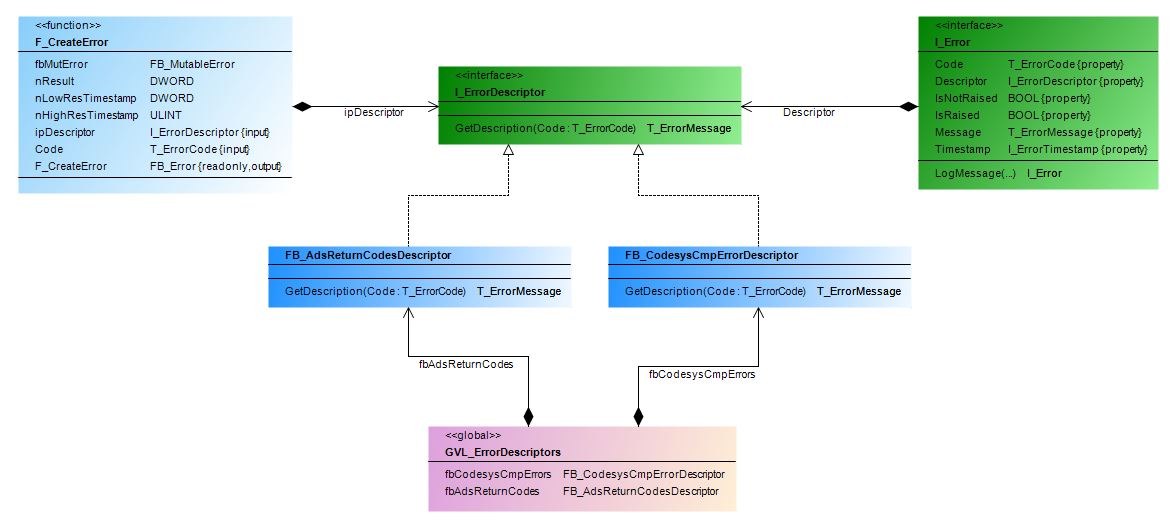 <<function>>
F_CreateError
fbMutError FB_MutableError
nResult DWORD
nLowResTimestamp DWORD
nHighResTimestamp ULINT
ipDescriptor I_ErrorDescriptor {input}
Code T_ErrorCode {input}
F_CreateError FB_Error {readonly,output}
ipDescriptor
<<interface>>
I_ErrorDescriptor
GetDescription(Code : T_ErrorCode) T_ErrorMessage
Descriptor
<<interface>>
I_Error
Code T_ErrorCode {property}
Descriptor I_ErrorDescriptor {property}
IsNotRaised BOOL {property}
IsRaised BOOL {property}
Message T_ErrorMessage {property}
Timestamp I_ErrorTimestamp {property}
LogMessage(...) I_Error
FB_AdsReturnCodesDescriptor
GetDescription(Code : T_ErrorCode) T_ErrorMessage
FB_CodesysCmpErrorDescriptor
GetDescription(Code : T_ErrorCode) T_ErrorMessage
fbAdsReturnCodes
fbCodesysCmpErrors
<<global>>
GVL_ErrorDescriptors
fbCodesysCmpErrors FB_CodesysCmpErrorDescriptor
fbAdsReturnCodes FB_AdsReturnCodesDescriptor